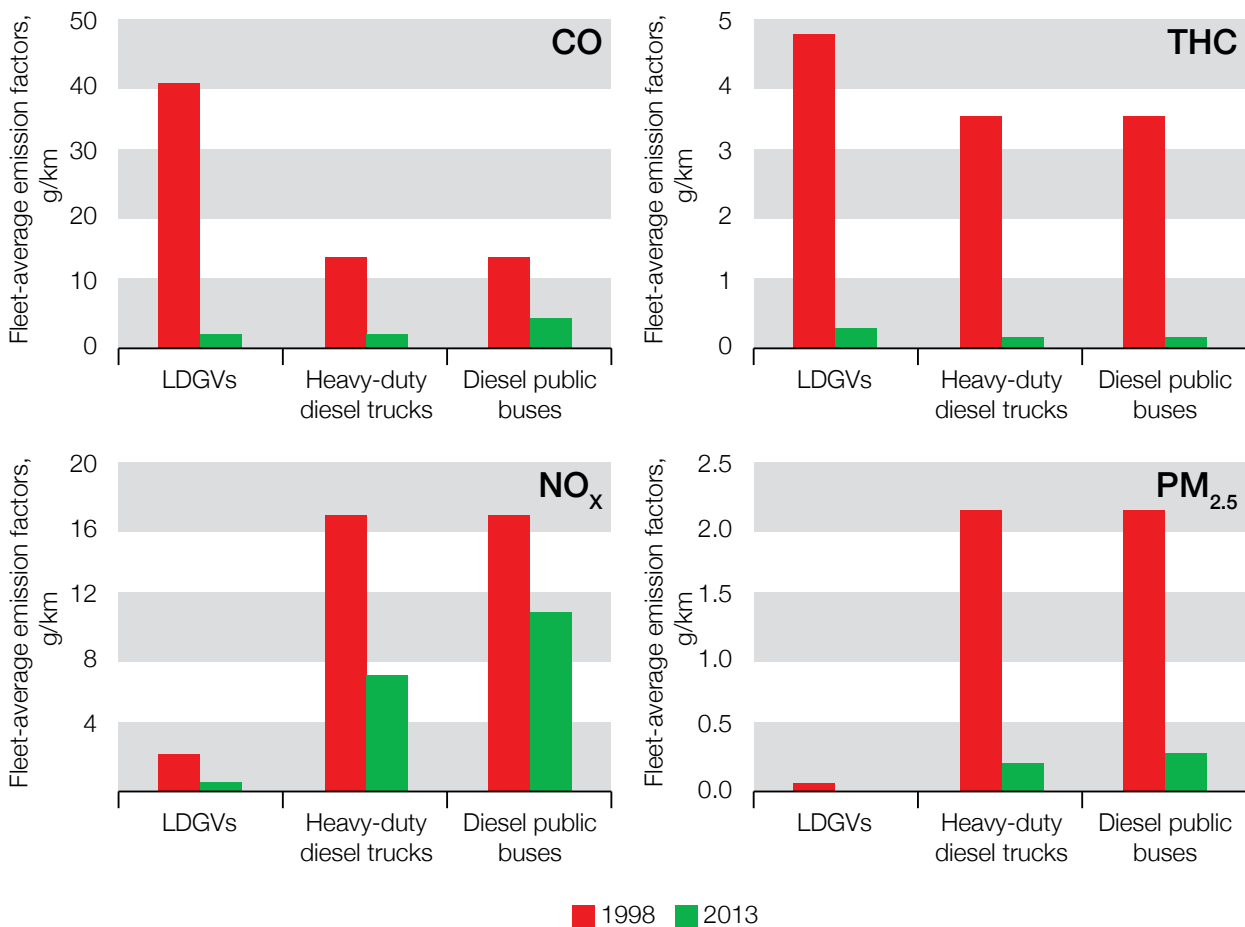 Fleet-average emission factors,
g/km
50
40
30
20
10
0
CO
LDGVs
Heavy-duty
diesel trucks
Diesel public
buses
Fleet-average emission factors,
g/km
5
4
3
2
1
0
THC
LDGVs
Heavy-duty
diesel trucks
Diesel public
buses
Fleet-average emission factors,
g/km
20
16
12
8
4
NOX
LDGVs
Heavy-duty
diesel trucks
Diesel public
buses
Fleet-average emission factors,
g/km
2.5
2.0
1.5
1.0
0.5
0.0
PM2.5
LDGVs
Heavy-duty
diesel trucks
Diesel public
buses
1998 2013